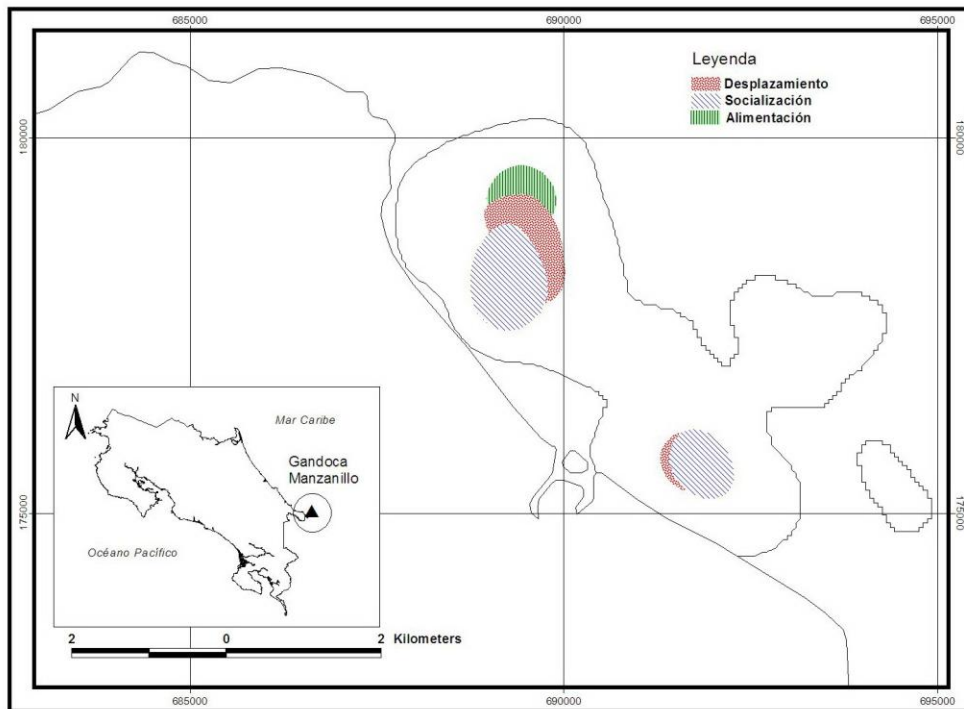 685000 690000 695000
Leyenda
Desplazamiento
Socialización
Alimentación
180000 180000
N
Mar Caribe
Gandoca
Manzanillo
Océano Pacífico
175000 175000
2 0 2 Kilometers
685000 690000 695000